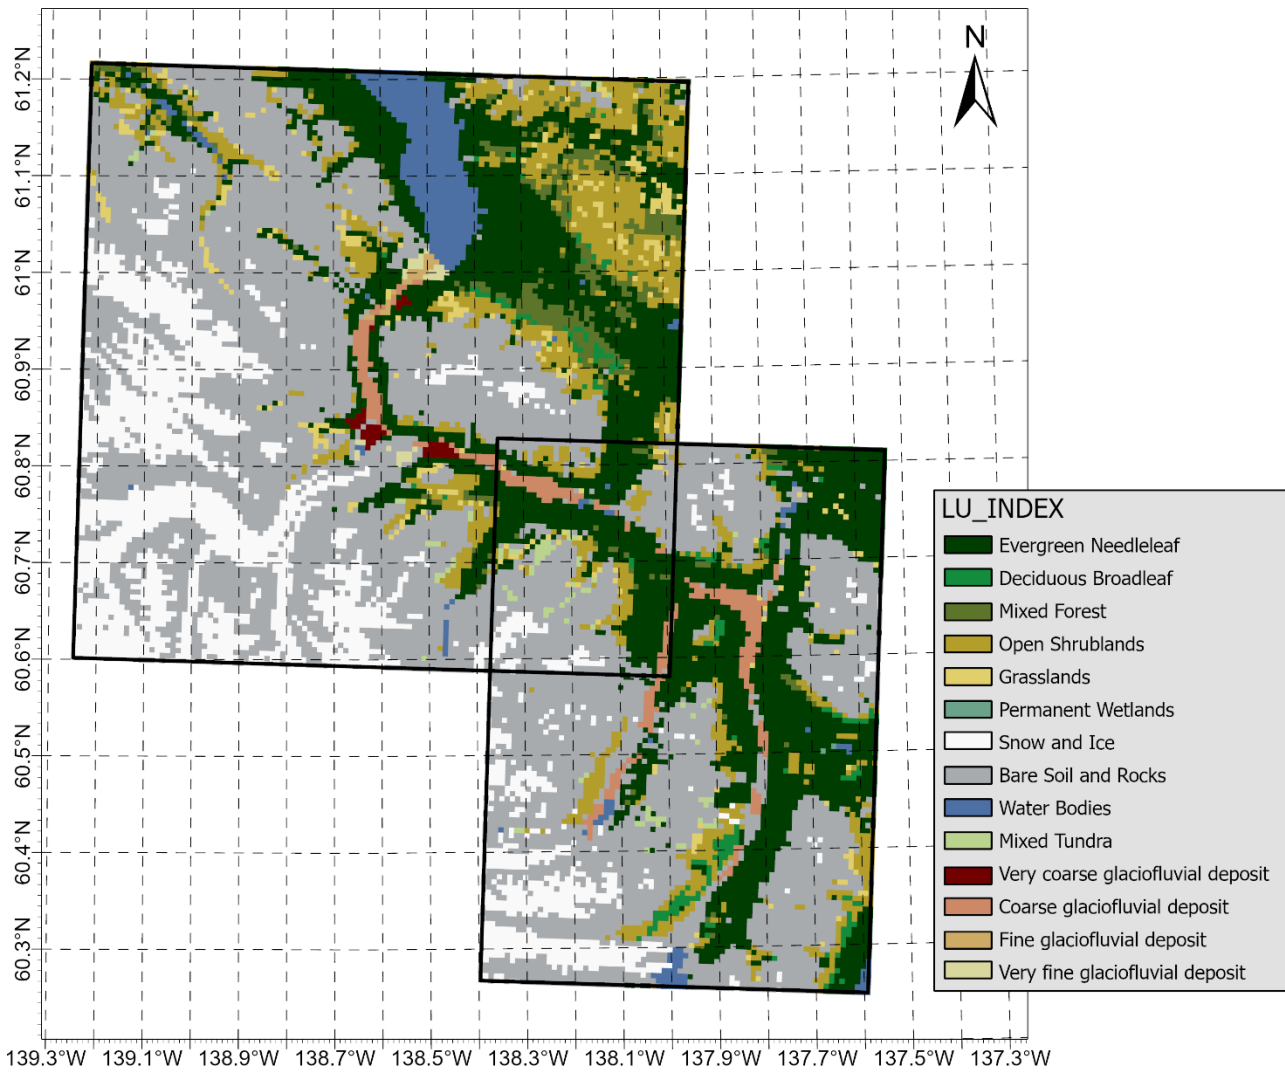 N
61.2°N
61.1°N
61°N
60.9°N
60.8°N
60.7°N
60.6°N
60.5°N
60.4°N
60.3°N
LU_INDEX
Evergreen Needleleaf
Deciduous Broadleaf
Mixed Forest
Open Shrublands
Grasslands
Permanent Wetlands
Snow and Ice
Bare Soil and Rocks
Water Bodies
Mixed Tundra
Very coarse glaciofluvial deposit
Coarse glaciofluvial deposit
Fine glaciofluvial deposit
Very fine glaciofluvial deposit
139.3°W 139.1°W 138.9°W 138.7°W 138.5°W 138.3°W 138.1°W 137.9°W 137.7°W 137.5°W 137.3°W